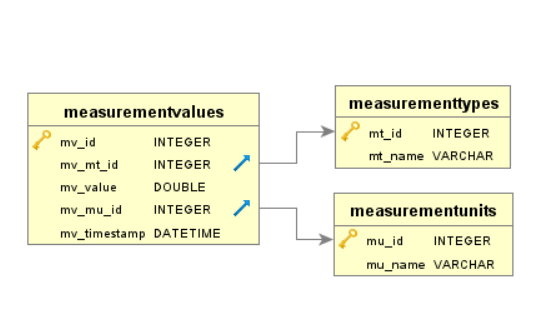 measurementvalues
mv_id INTEGER
mv_mt_id INTEGER
mv_value DOUBLE
mv_mu_id INTEGER
mv_timestamp DATETIME
measurementtypes
mt_id INTEGER
mt_name VARCHAR
measurementunits
mu_id INTEGER
mu_name VARCHAR